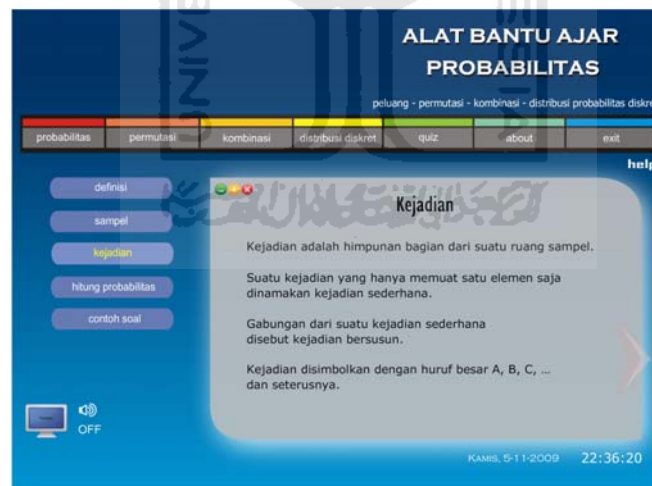 ALAT BANTU AJAR
PROBABILITAS
peluang - permutasi - kombinasi - distribusi probabilitas diskre
probabilitas permutasi kombinasi distribusi diskret quiz about exit
help
definisi
sampel
kejadian
hitung probabilitas
contoh soal
Kejadian
Kejadian adalah himpunan bagian dari suatu ruang sampel.
Suatu kejadian yang hanya memuat satu elemen saja
dinamakan kejadian sederhana.
Gabungan dari suatu kejadian sederhana
disebut kejadian bersusun.
Kejadian disimbolkan dengan huruf besar A, B, C, ...
dan seterusnya.
OFF
KAMIS, 5-11-2009 22:36:20